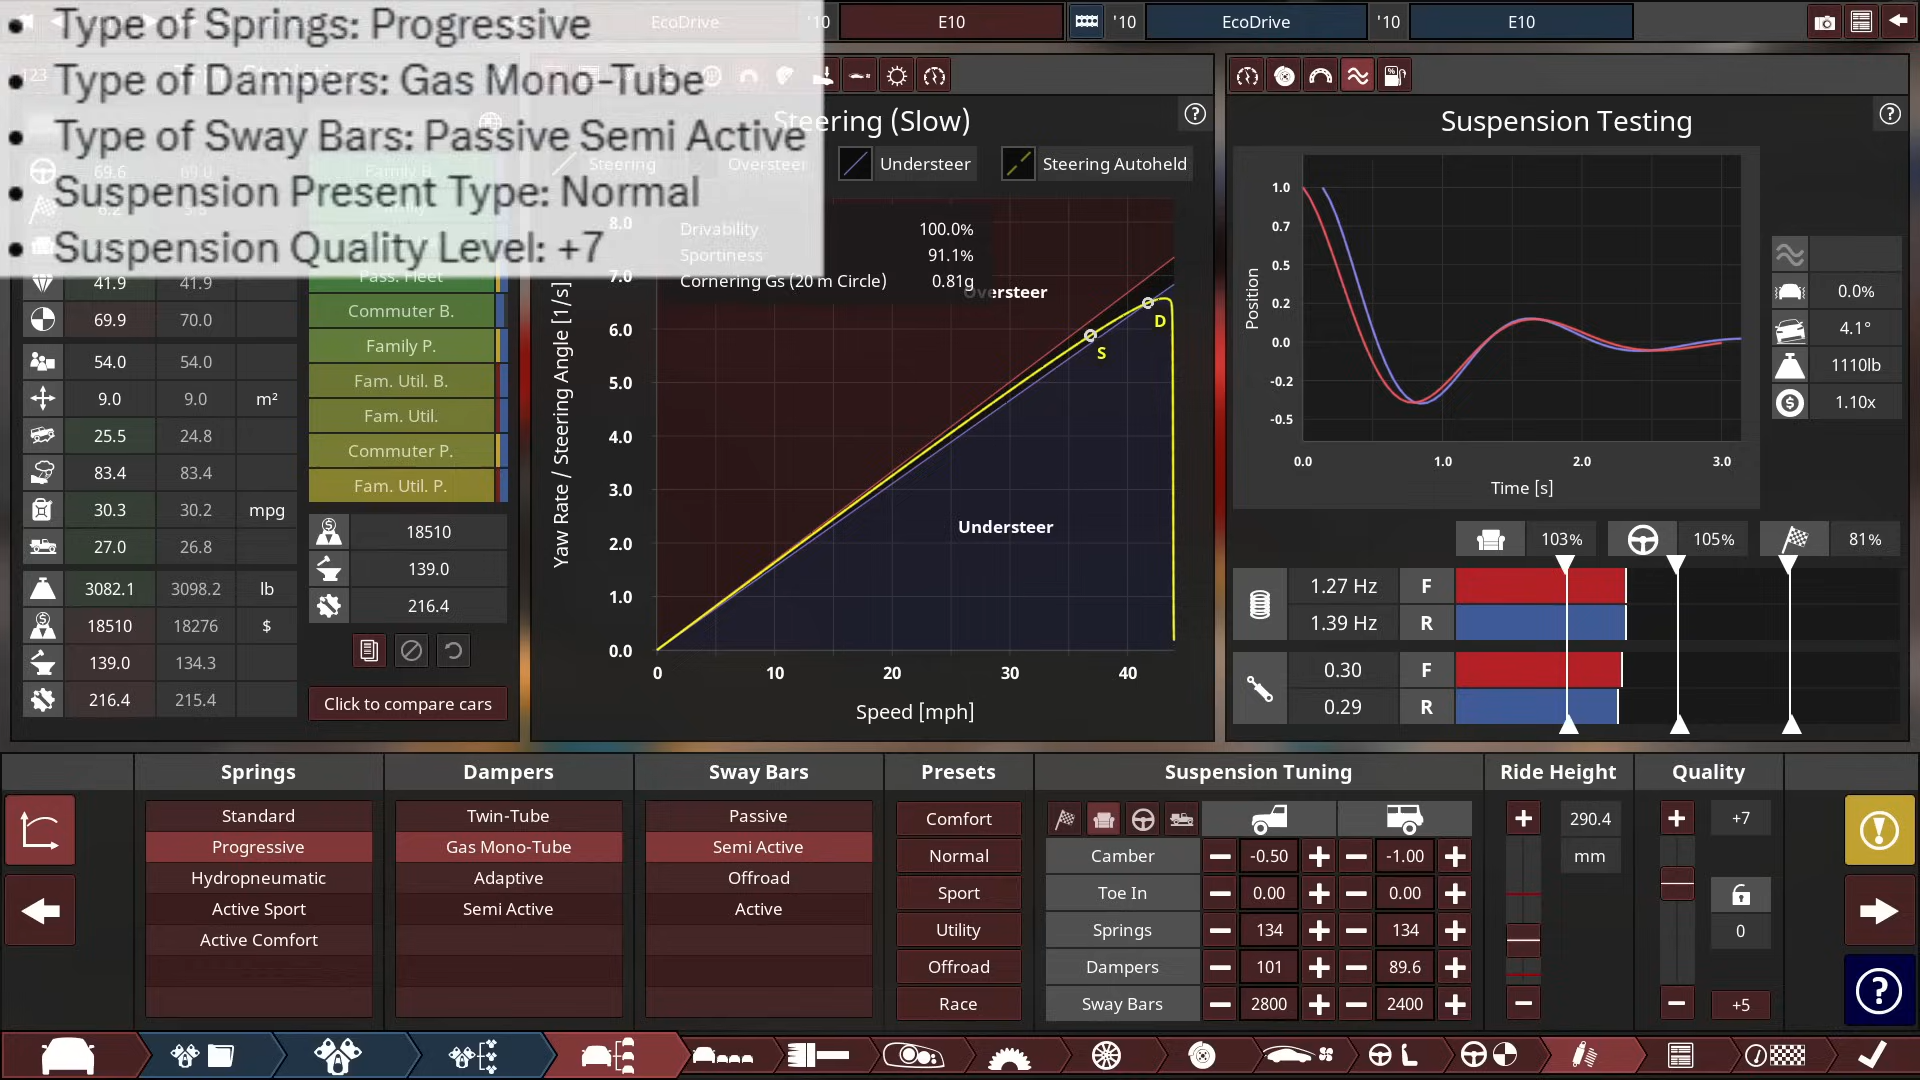 • Type of Springs: Progressive
• Type of Dampers: Gas Mono-Tube
• Type of Sway Bars: Passive Semi Active
• Suspension Present Type: Normal
• Suspension Quality Level: +7
EcoDrive '10 E10 '10 EcoDrive '10 E10
123
69.6 69.0
41.9 41.9
69.9 70.0
54.0 54.0
9.0 9.0 m²
25.5 24.8
83.4 83.4
30.3 30.2 mpg
27.0 26.8
3082.1 3098.2 lb
18510 18276 $
139.0 134.3
216.4 215.4
Family B.
Family
Pass. Fleet
Commuter B.
Family P.
Fam. Util. B.
Fam. Util.
Commuter P.
Fam. Util. P.
18510
139.0
216.4
Click to compare cars
Steering (Slow)
Steering Oversteer Understeer Steering Autoheld
Drivability 100.0%
Sportiness 91.1%
Cornering Gs (20 m Circle) 0.81g
Oversteer
Understeer
D
S
Yaw Rate / Steering Angle [1/s]
8.0
7.0
6.0
5.0
4.0
3.0
2.0
1.0
0.0
0 10 20 30 40
Speed [mph]
Suspension Testing
Position
1.0
0.7
0.5
0.2
0.0
-0.2
-0.5
0.0 1.0 2.0 3.0
Time [s]
0.0%
4.1°
1110lb
1.10x
103% 105% 81%
1.27 Hz F
1.39 Hz R
0.30 F
0.29 R
Springs
Standard
Progressive
Hydropneumatic
Active Sport
Active Comfort
Dampers
Twin-Tube
Gas Mono-Tube
Adaptive
Semi Active
Sway Bars
Passive
Semi Active
Offroad
Active
Presets
Comfort
Normal
Sport
Utility
Offroad
Race
Suspension Tuning
Camber -0.50 -1.00
Toe In 0.00 0.00
Springs 134 134
Dampers 101 89.6
Sway Bars 2800 2400
Ride Height
290.4
mm
Quality
+7
0
+5